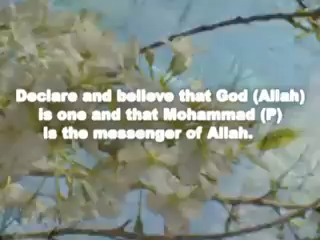 Declare and believe that God (Allah)
is one and that Mohammad (P)
is the messenger of Allah.